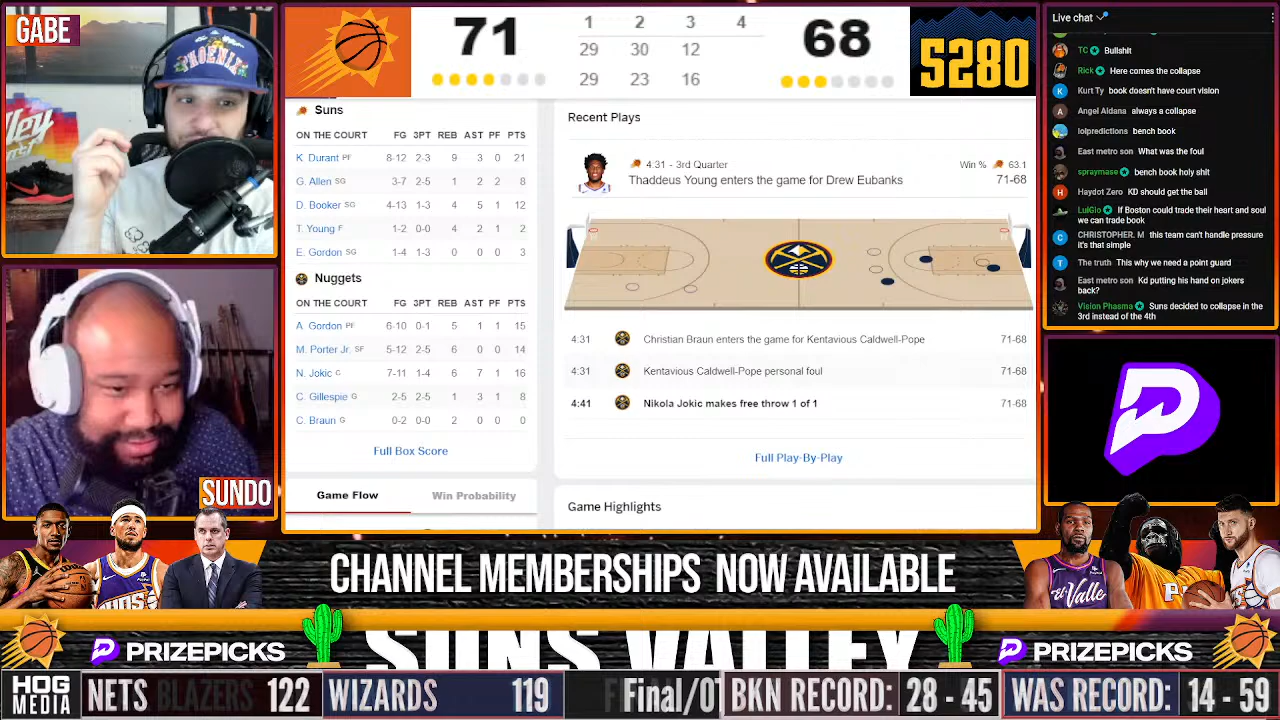 GABE
PHOENIX
SUNDO
71
1 2 3 4
29 30 12
29 23 16
68
5280
Suns
ON THE COURT FG 3PT REB AST PF PTS
K. Durant PF 8-12 2-3 9 3 0 21
G. Allen SG 3-7 2-5 1 2 2 8
D. Booker SG 4-13 1-3 4 5 1 12
T. Young F 1-2 0-0 4 2 1 2
E. Gordon SG 1-4 1-3 0 0 0 3
Nuggets
ON THE COURT FG 3PT REB AST PF PTS
A. Gordon PF 6-10 0-1 5 1 1 15
M. Porter Jr. SF 5-12 2-5 6 0 0 14
N. Jokic C 7-11 1-4 6 7 1 16
C. Gillespie G 2-5 2-5 1 3 1 8
C. Braun G 0-2 0-0 2 0 0 0
Full Box Score
Game Flow Win Probability
Recent Plays
4:31 - 3rd Quarter Win % 63.1
Thaddeus Young enters the game for Drew Eubanks 71-68
4:31 Christian Braun enters the game for Kentavious Caldwell-Pope 71-68
4:31 Kentavious Caldwell-Pope personal foul 71-68
4:41 Nikola Jokic makes free throw 1 of 1 71-68
Full Play-By-Play
Game Highlights
Live chat
TC Bullshit
Rick Here comes the collapse
Kurt Ty book doesn't have court vision
Angel Aldana always a collapse
lolpredictions bench book
East metro son What was the foul
spraymase bench book holy shit
Haydot Zero KD should get the ball
LuiGio If Boston could trade their heart and soul
we can trade book
CHRISTOPHER. M this team can't handle pressure
it's that simple
The truth This why we need a point guard
East metro son Kd putting his hand on jokers
back?
Vision Phasma Suns decided to collapse in the
3rd instead of the 4th
CHANNEL MEMBERSHIPS NOW AVAILABLE
SUNS
El Valle
PRIZEPICKS
SUNS VALLEY
PRIZEPICKS
HOG
MEDIA
NETS BLAZERS 122 WIZARDS 119 Final/OT BKN RECORD: 28 - 45 WAS RECORD: 14 - 59